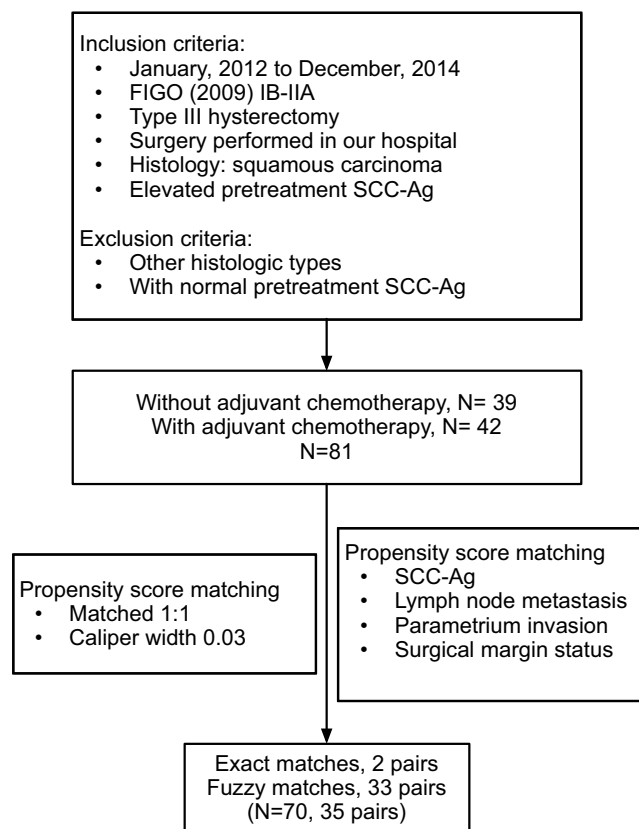 Inclusion criteria:
• January, 2012 to December, 2014
• FIGO (2009) IB-IIA
• Type III hysterectomy
• Surgery performed in our hospital
• Histology: squamous carcinoma
• Elevated pretreatment SCC-Ag
Exclusion criteria:
• Other histologic types
• With normal pretreatment SCC-Ag
Without adjuvant chemotherapy, N= 39
With adjuvant chemotherapy, N= 42
N=81
Propensity score matching
• Matched 1:1
• Caliper width 0.03
Propensity score matching
• SCC-Ag
• Lymph node metastasis
• Parametrium invasion
• Surgical margin status
Exact matches, 2 pairs
Fuzzy matches, 33 pairs
(N=70, 35 pairs)